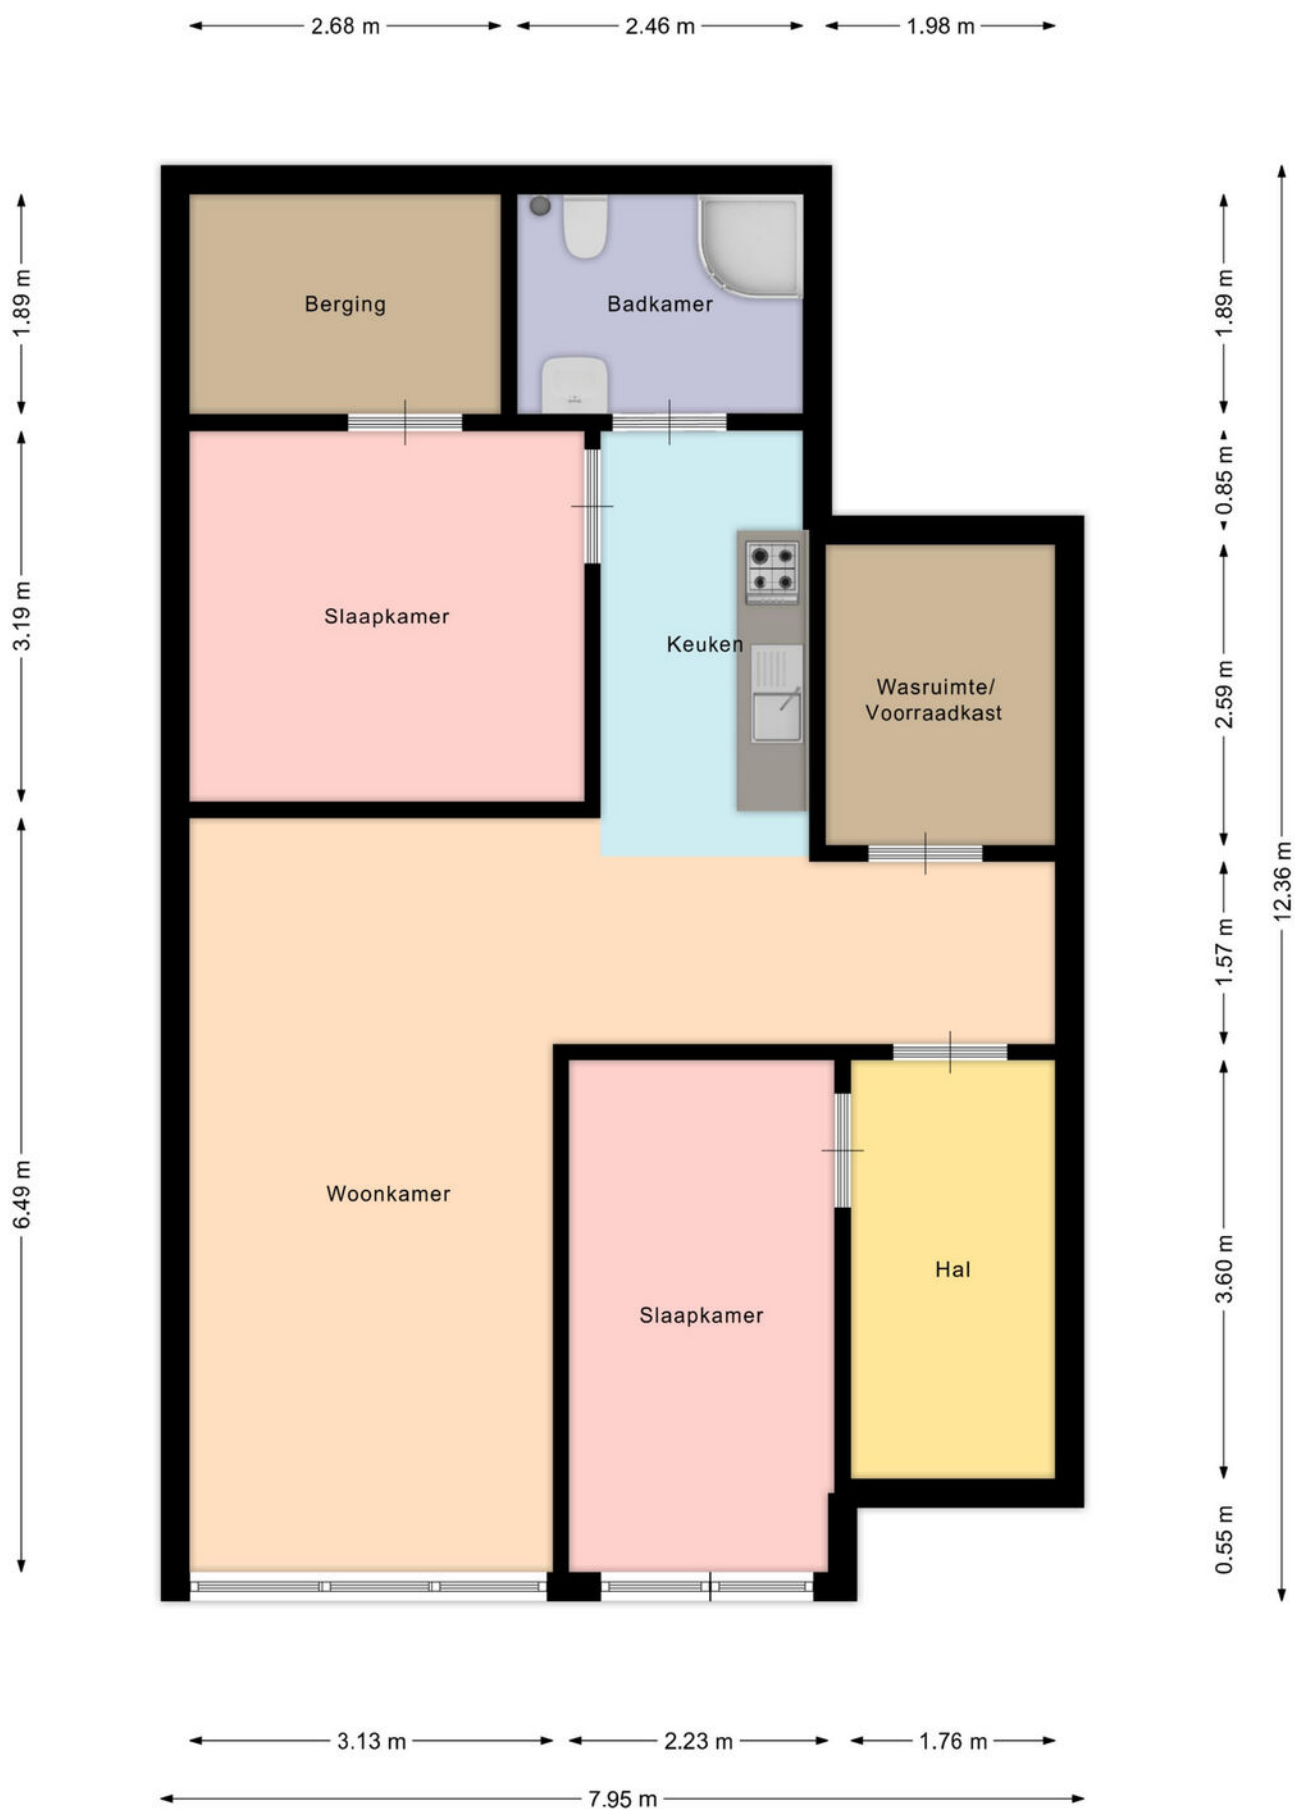 2.68 m
2.46 m
1.98 m
1.89 m
1.89 m
Berging
Badkamer
0.85 m
3.19 m
Slaapkamer
Keuken
Wasruimte/
Voorraadkast
2.59 m
12.36 m
1.57 m
6.49 m
Woonkamer
Hal
3.60 m
Slaapkamer
0.55 m
3.13 m
2.23 m
1.76 m
7.95 m